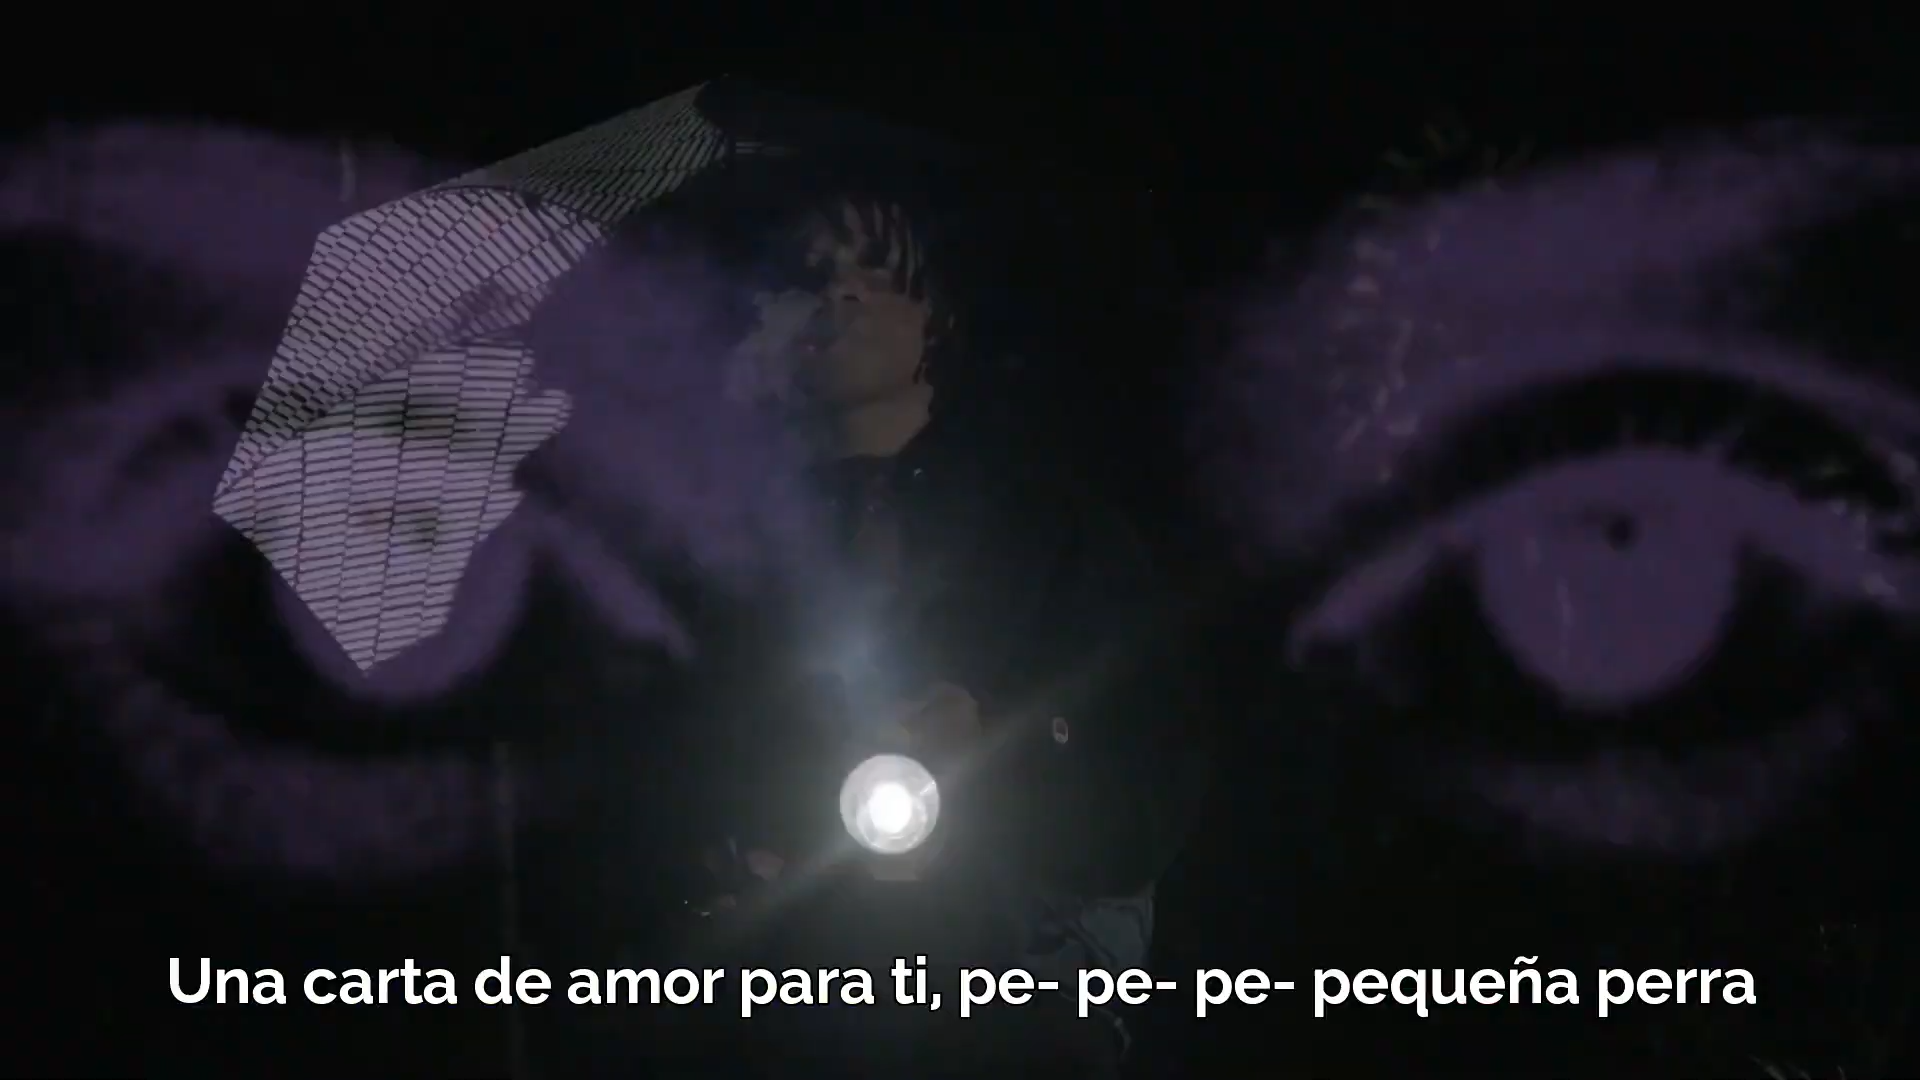 Una carta de amor para ti, pe- pe- pe- pequeña perra